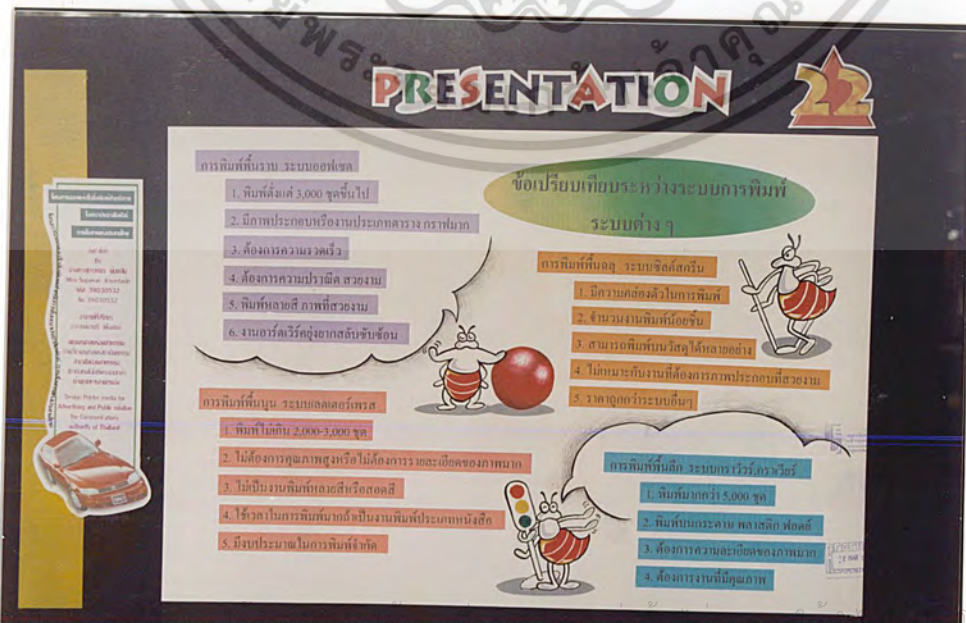 PRESENTATION
22
การพิมพ์พื้นราบ ระบบออฟเซต
1. พิมพ์ตั้งแต่ 3,000 ชุดขึ้นไป
2. มีภาพประกอบหรืองานประเภทตาราง กราฟมาก
3. ต้องการความรวดเร็ว
4. ต้องการความปราณีต สวยงาม
5. พิมพ์หลายสี ภาพที่สวยงาม
6. งานอาร์ตเวิร์คยุ่งยากสลับซับซ้อน
ข้อเปรียบเทียบระหว่างระบบการพิมพ์
ระบบต่าง ๆ
การพิมพ์พื้นฉลุ ระบบซิลค์สกรีน
1. มีความคล่องตัวในการพิมพ์
2. จำนวนงานพิมพ์น้อยชิ้น
3. สามารถพิมพ์บนวัสดุได้หลายอย่าง
4. ไม่เหมาะกับงานที่ต้องการภาพประกอบที่สวยงาม
5. ราคาถูกกว่าระบบอื่นๆ
การพิมพ์พื้นนูน ระบบเลตเตอร์เพรส
1. พิมพ์ไม่เกิน 2,000-3,000 ชุด
2. ไม่ต้องการคุณภาพสูงหรือไม่ต้องการรายละเอียดของภาพมาก
3. ไม่เป็นงานพิมพ์หลายสีหรือสอดสี
4. ใช้เวลาในการพิมพ์มากถ้าเป็นงานพิมพ์ประเภทหนังสือ
5. มีงบประมาณในการพิมพ์จำกัด
การพิมพ์พื้นลึก ระบบกราวัวร์,กราเวียร์
1. พิมพ์มากกว่า 5,000 ชุด
2. พิมพ์บนกระดาษ พลาสติก ฟอยล์
3. ต้องการความละเอียดของภาพมาก
4. ต้องการงานที่มีคุณภาพ
By
Miss Supawat
39030532
Design Printed media for
Advertising and Public relation
the Communications
authority of Thailand